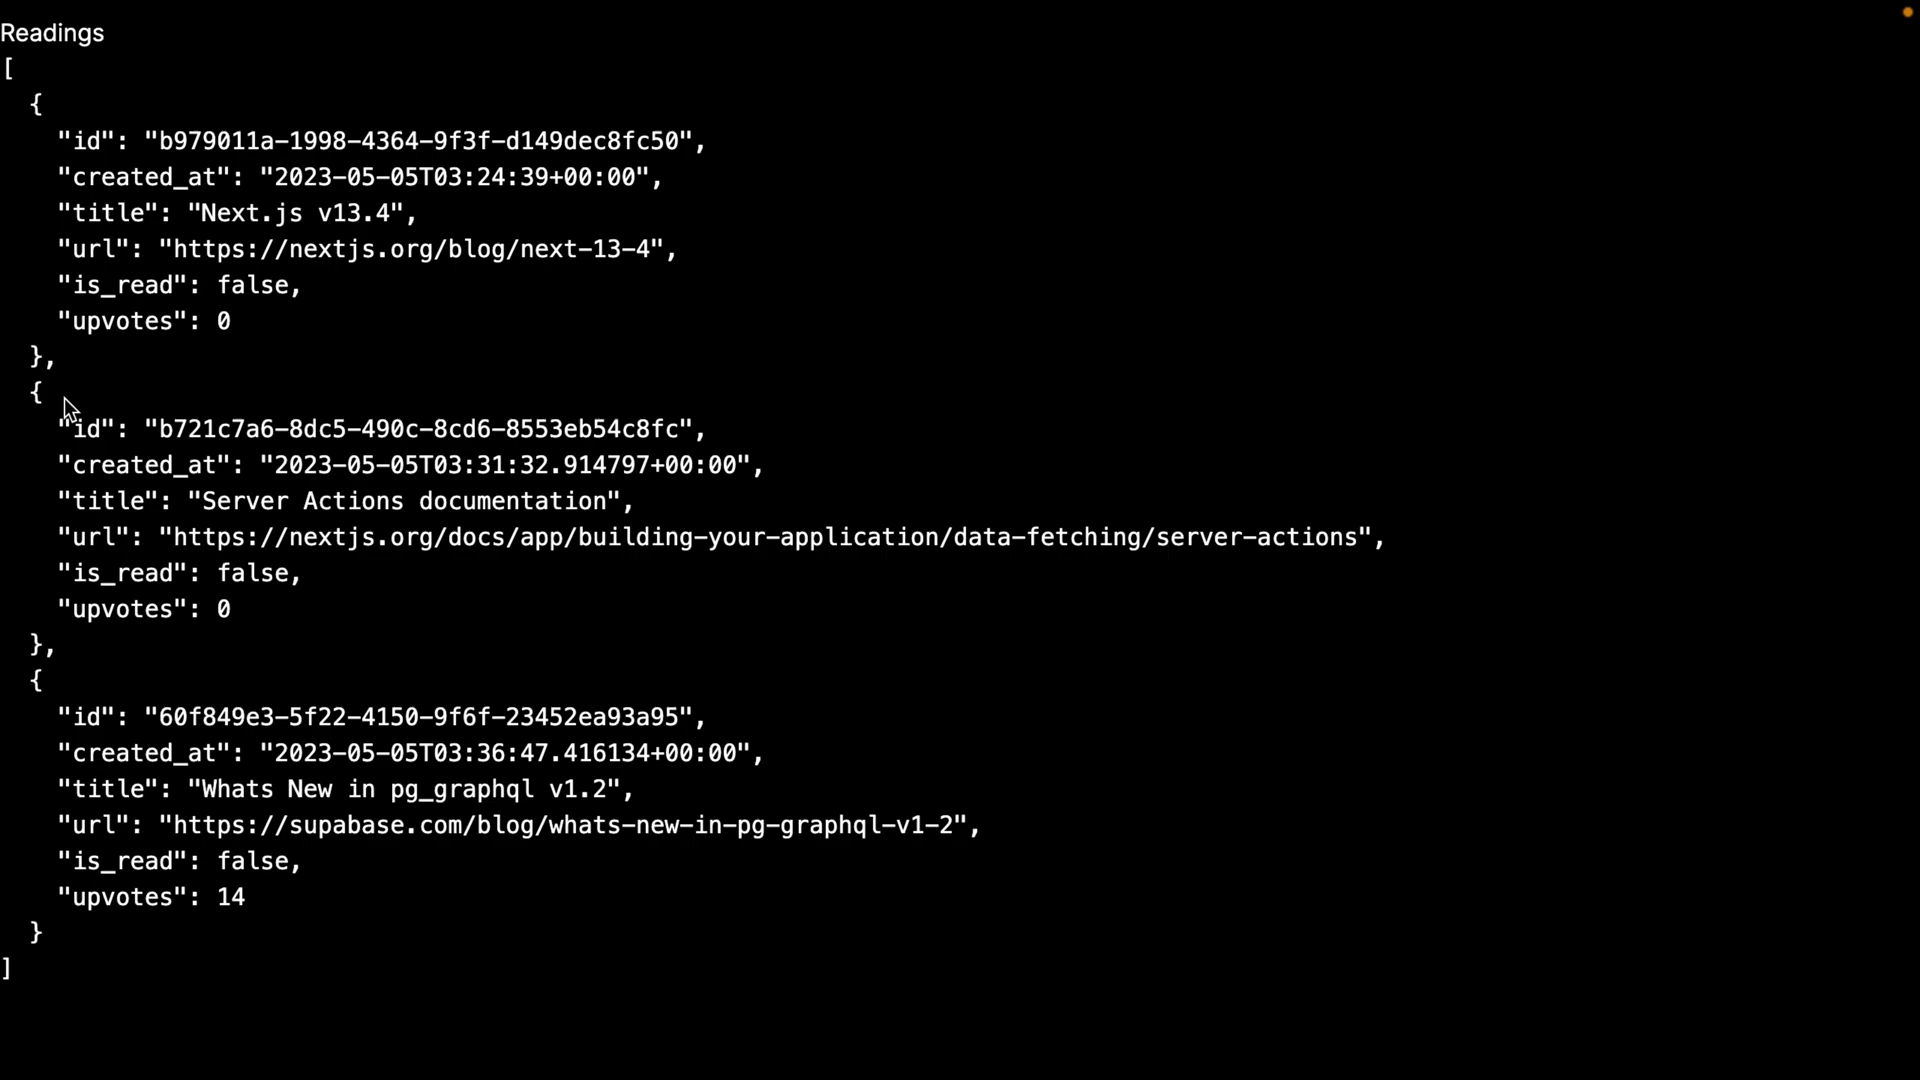 Readings
[
  {
    "id": "b979011a-1998-4364-9f3f-d149dec8fc50",
    "created_at": "2023-05-05T03:24:39+00:00",
    "title": "Next.js v13.4",
    "url": "https://nextjs.org/blog/next-13-4",
    "is_read": false,
    "upvotes": 0
  },
  {
    "id": "b721c7a6-8dc5-490c-8cd6-8553eb54c8fc",
    "created_at": "2023-05-05T03:31:32.914797+00:00",
    "title": "Server Actions documentation",
    "url": "https://nextjs.org/docs/app/building-your-application/data-fetching/server-actions",
    "is_read": false,
    "upvotes": 0
  },
  {
    "id": "60f849e3-5f22-4150-9f6f-23452ea93a95",
    "created_at": "2023-05-05T03:36:47.416134+00:00",
    "title": "Whats New in pg_graphql v1.2",
    "url": "https://supabase.com/blog/whats-new-in-pg-graphql-v1-2",
    "is_read": false,
    "upvotes": 14
  }
]